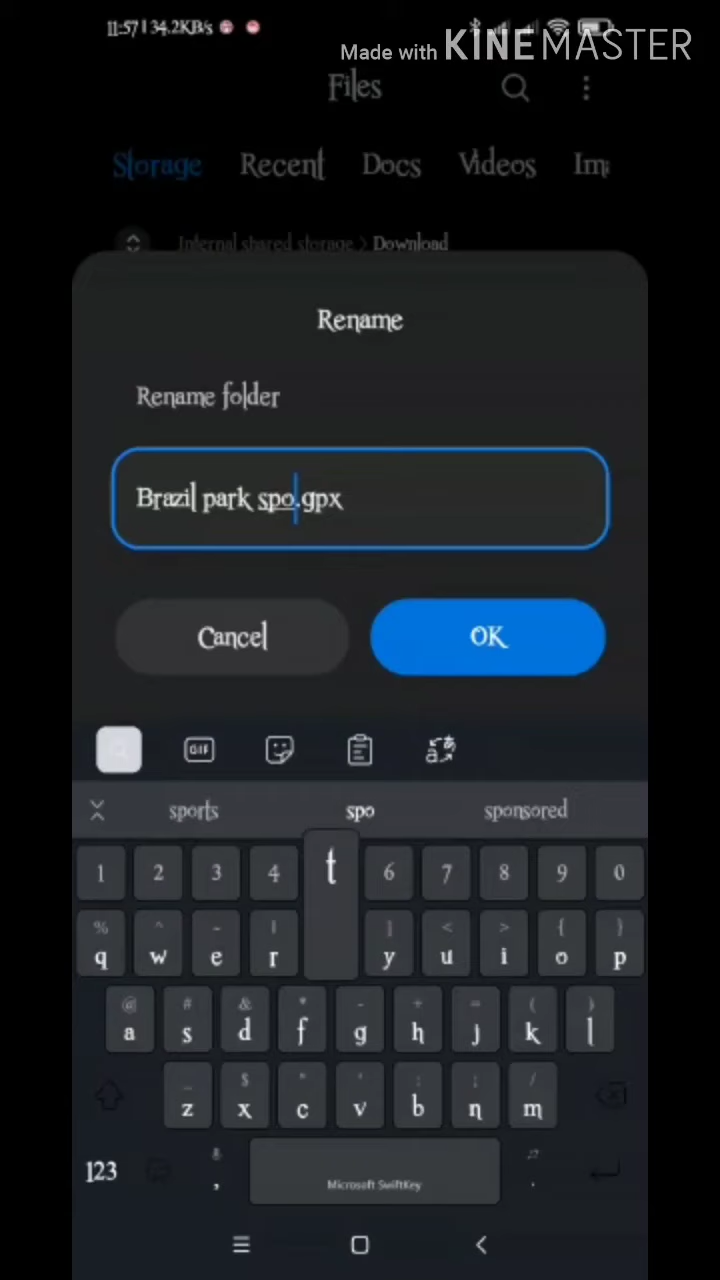 11:57 | 34.2KB/s
Made with KINEMASTER
Files
Storage Recent Docs Videos Im
Internal shared storage > Download
Rename
Rename folder
Brazil park spo.gpx
Cancel OK
GIF
sports spo sponsored
1 2 3 4 t 6 7 8 9 0
% ^ ~ | ] < > { }
q w e r y u i o p
@ # & * - + = ( )
a s d f g h j k l
_ $ " ' : ; /
z x c v b n m
123 , .
Microsoft SwiftKey